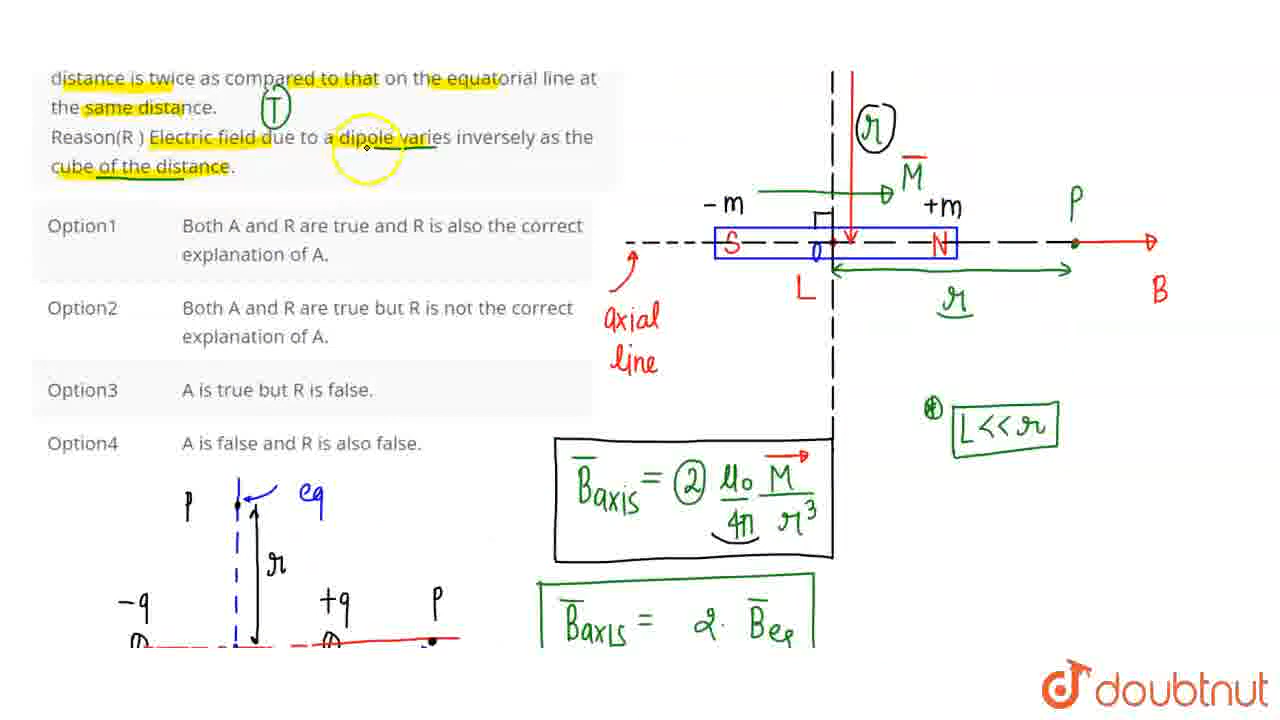 distance is twice as compared to that on the equatorial line at
the same distance.
T
Reason(R ) Electric field due to a dipole varies inversely as the
cube of the distance.
Option1 Both A and R are true and R is also the correct
explanation of A.
Option2 Both A and R are true but R is not the correct
explanation of A.
Option3 A is true but R is false.
Option4 A is false and R is also false.
P eq
r
-q +q P
r
M
-m +m P
S O N
L r B
axial
line
* L << r
B axis = 2 μ0/4π M/r³
B axis = 2. B eq
doubtnut